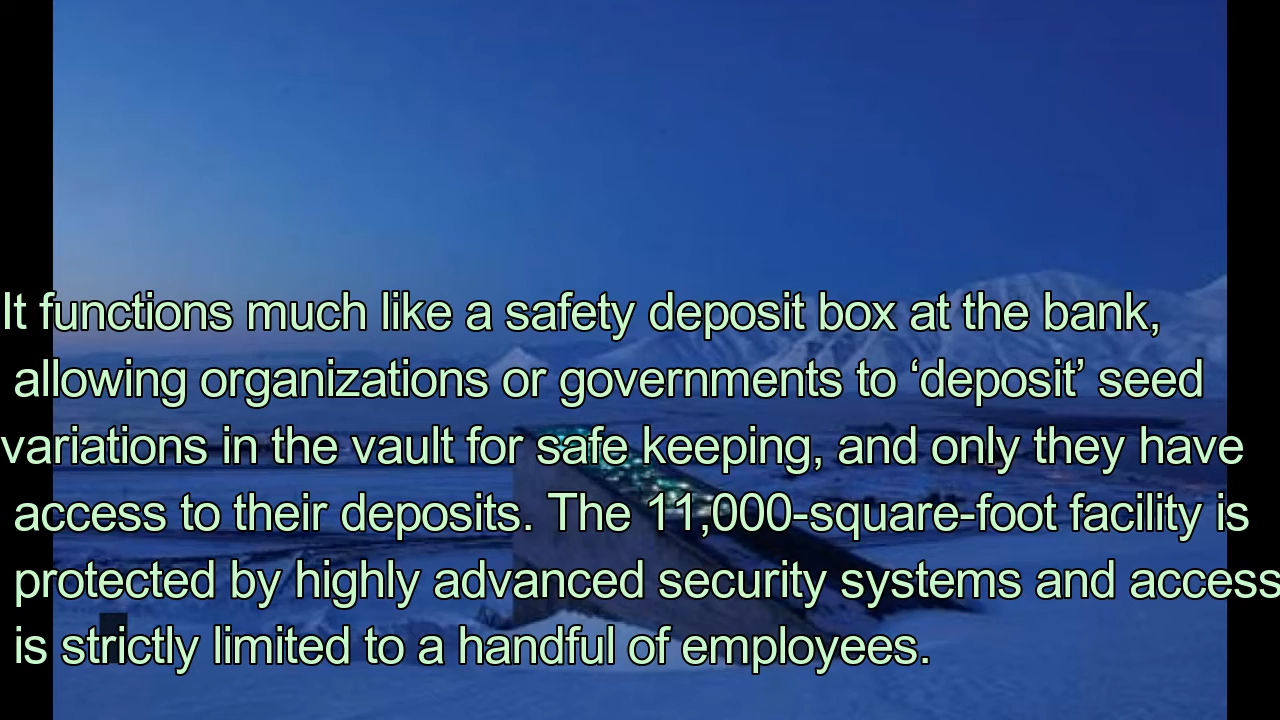 It functions much like a safety deposit box at the bank,
allowing organizations or governments to ‘deposit’ seed
variations in the vault for safe keeping, and only they have
access to their deposits. The 11,000-square-foot facility is
protected by highly advanced security systems and access
is strictly limited to a handful of employees.